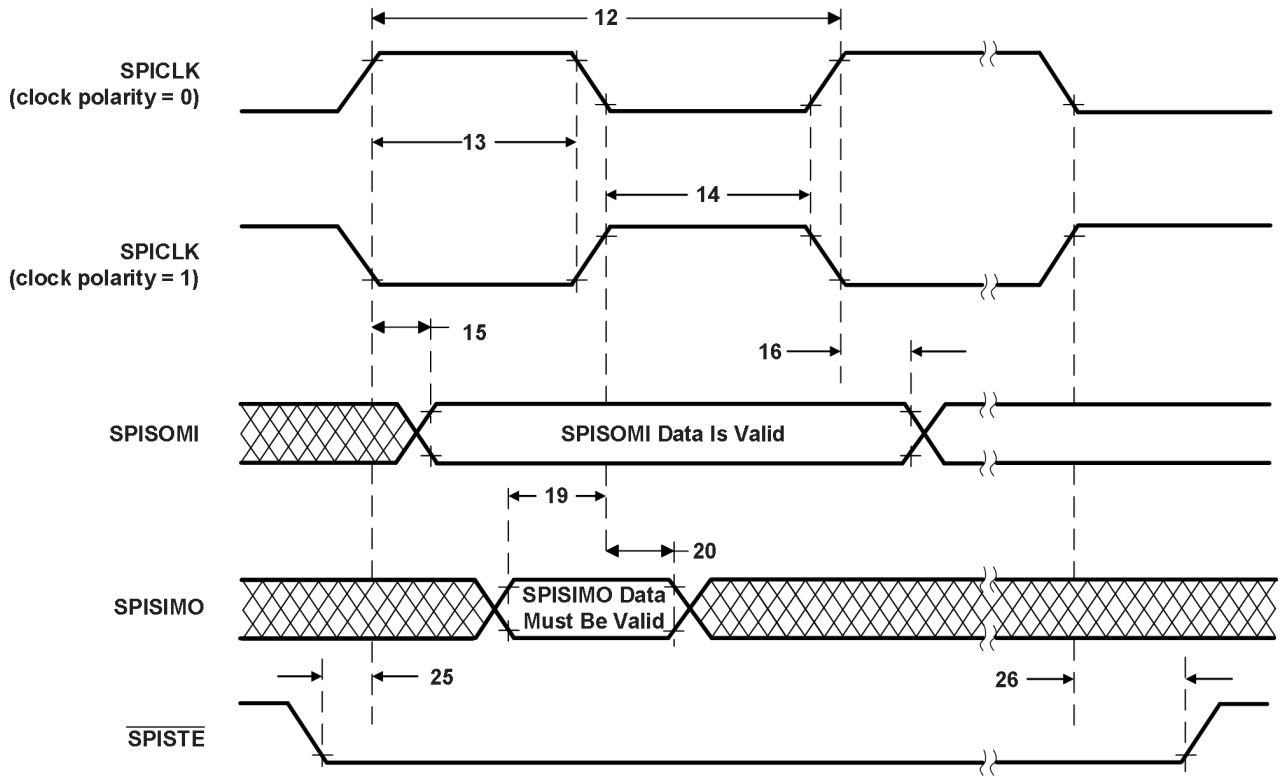 12
SPICLK
(clock polarity = 0)
13
14
SPICLK
(clock polarity = 1)
15
16
SPISOMI
SPISOMI Data Is Valid
19
20
SPISIMO
SPISIMO Data
Must Be Valid
25
26
SPISTE